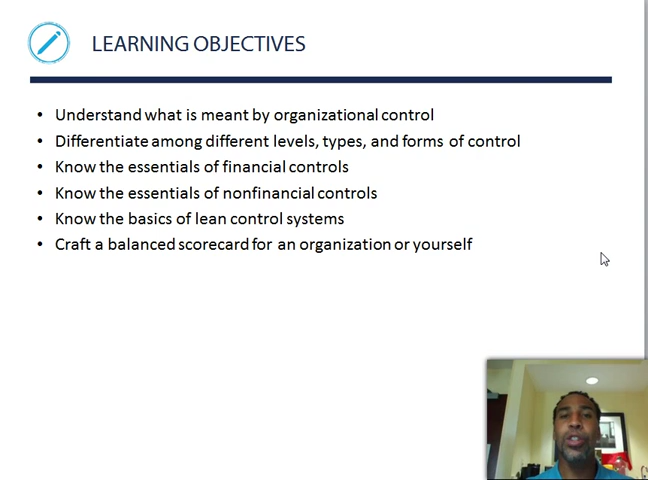 LEARNING OBJECTIVES
• Understand what is meant by organizational control
• Differentiate among different levels, types, and forms of control
• Know the essentials of financial controls
• Know the essentials of nonfinancial controls
• Know the basics of lean control systems
• Craft a balanced scorecard for an organization or yourself